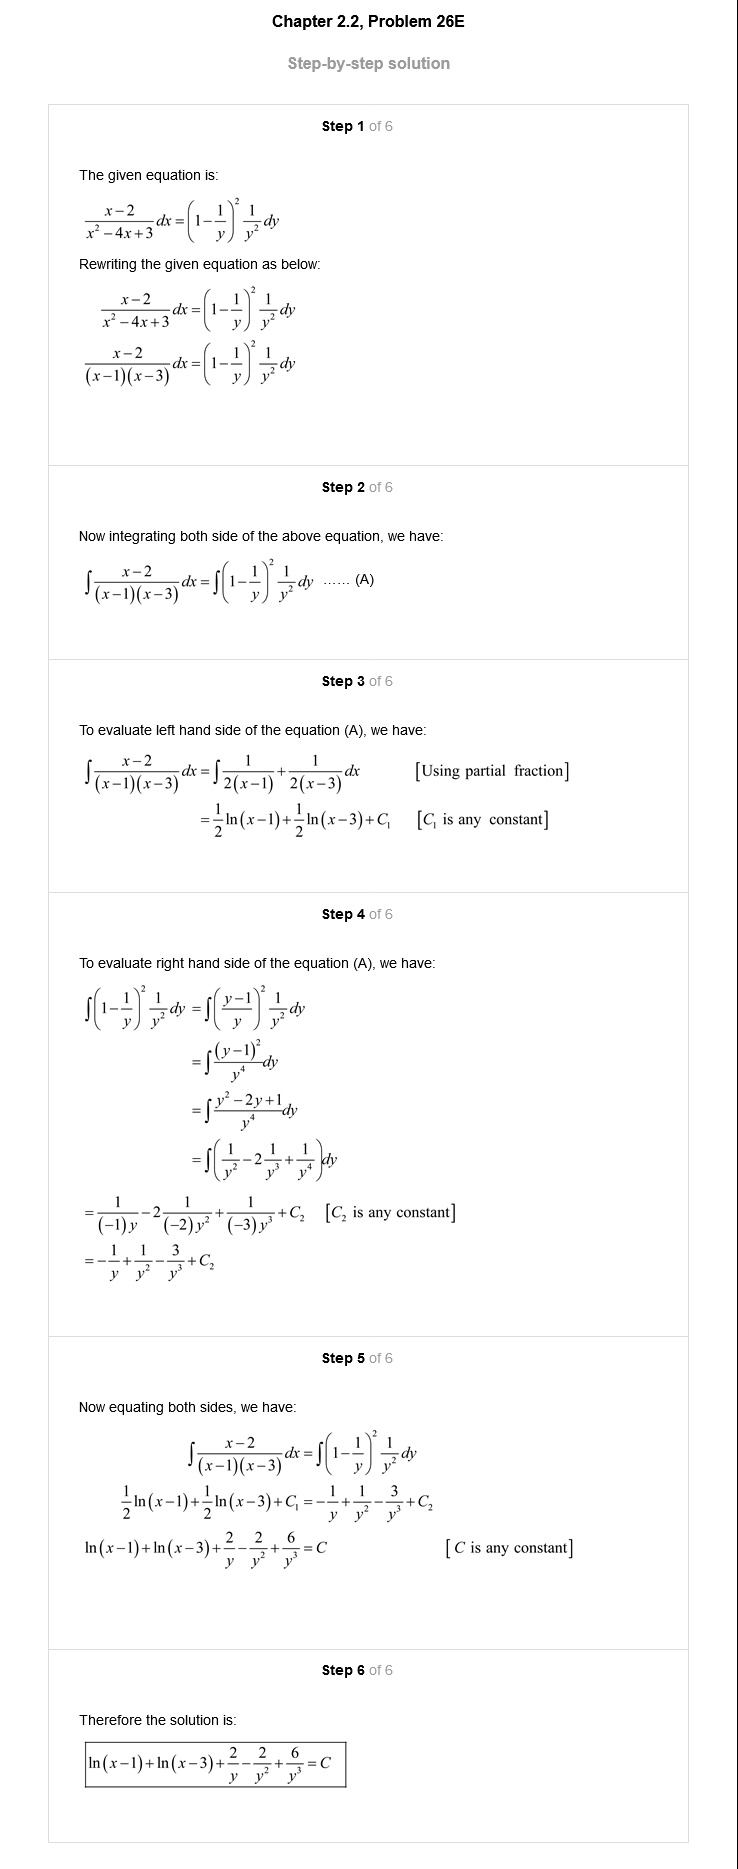 Chapter 2.2, Problem 26E
Step-by-step solution
Step 1 of 6
The given equation is:
\frac{x-2}{x^2-4x+3}dx = \left(1-\frac{1}{y}\right)^2 \frac{1}{y^2}dy
Rewriting the given equation as below:
\frac{x-2}{x^2-4x+3}dx = \left(1-\frac{1}{y}\right)^2 \frac{1}{y^2}dy
\frac{x-2}{(x-1)(x-3)}dx = \left(1-\frac{1}{y}\right)^2 \frac{1}{y^2}dy
Step 2 of 6
Now integrating both side of the above equation, we have:
\int\frac{x-2}{(x-1)(x-3)}dx = \int\left(1-\frac{1}{y}\right)^2 \frac{1}{y^2}dy ...... (A)
Step 3 of 6
To evaluate left hand side of the equation (A), we have:
\int\frac{x-2}{(x-1)(x-3)}dx = \int\frac{1}{2(x-1)}+\frac{1}{2(x-3)}dx [Using partial fraction]
=\frac{1}{2}\ln(x-1)+\frac{1}{2}\ln(x-3)+C_1 [C_1 is any constant]
Step 4 of 6
To evaluate right hand side of the equation (A), we have:
\int\left(1-\frac{1}{y}\right)^2 \frac{1}{y^2}dy = \int\left(\frac{y-1}{y}\right)^2 \frac{1}{y^2}dy
=\int\frac{(y-1)^2}{y^4}dy
=\int\frac{y^2-2y+1}{y^4}dy
=\int\left(\frac{1}{y^2}-2\frac{1}{y^3}+\frac{1}{y^4}\right)dy
=\frac{1}{(-1)y}-2\frac{1}{(-2)y^2}+\frac{1}{(-3)y^3}+C_2 [C_2 is any constant]
=-\frac{1}{y}+\frac{1}{y^2}-\frac{3}{y^3}+C_2
Step 5 of 6
Now equating both sides, we have:
\int\frac{x-2}{(x-1)(x-3)}dx = \int\left(1-\frac{1}{y}\right)^2 \frac{1}{y^2}dy
\frac{1}{2}\ln(x-1)+\frac{1}{2}\ln(x-3)+C_1 = -\frac{1}{y}+\frac{1}{y^2}-\frac{3}{y^3}+C_2
\ln(x-1)+\ln(x-3)+\frac{2}{y}-\frac{2}{y^2}+\frac{6}{y^3}=C [C is any constant]
Step 6 of 6
Therefore the solution is:
\ln(x-1)+\ln(x-3)+\frac{2}{y}-\frac{2}{y^2}+\frac{6}{y^3}=C